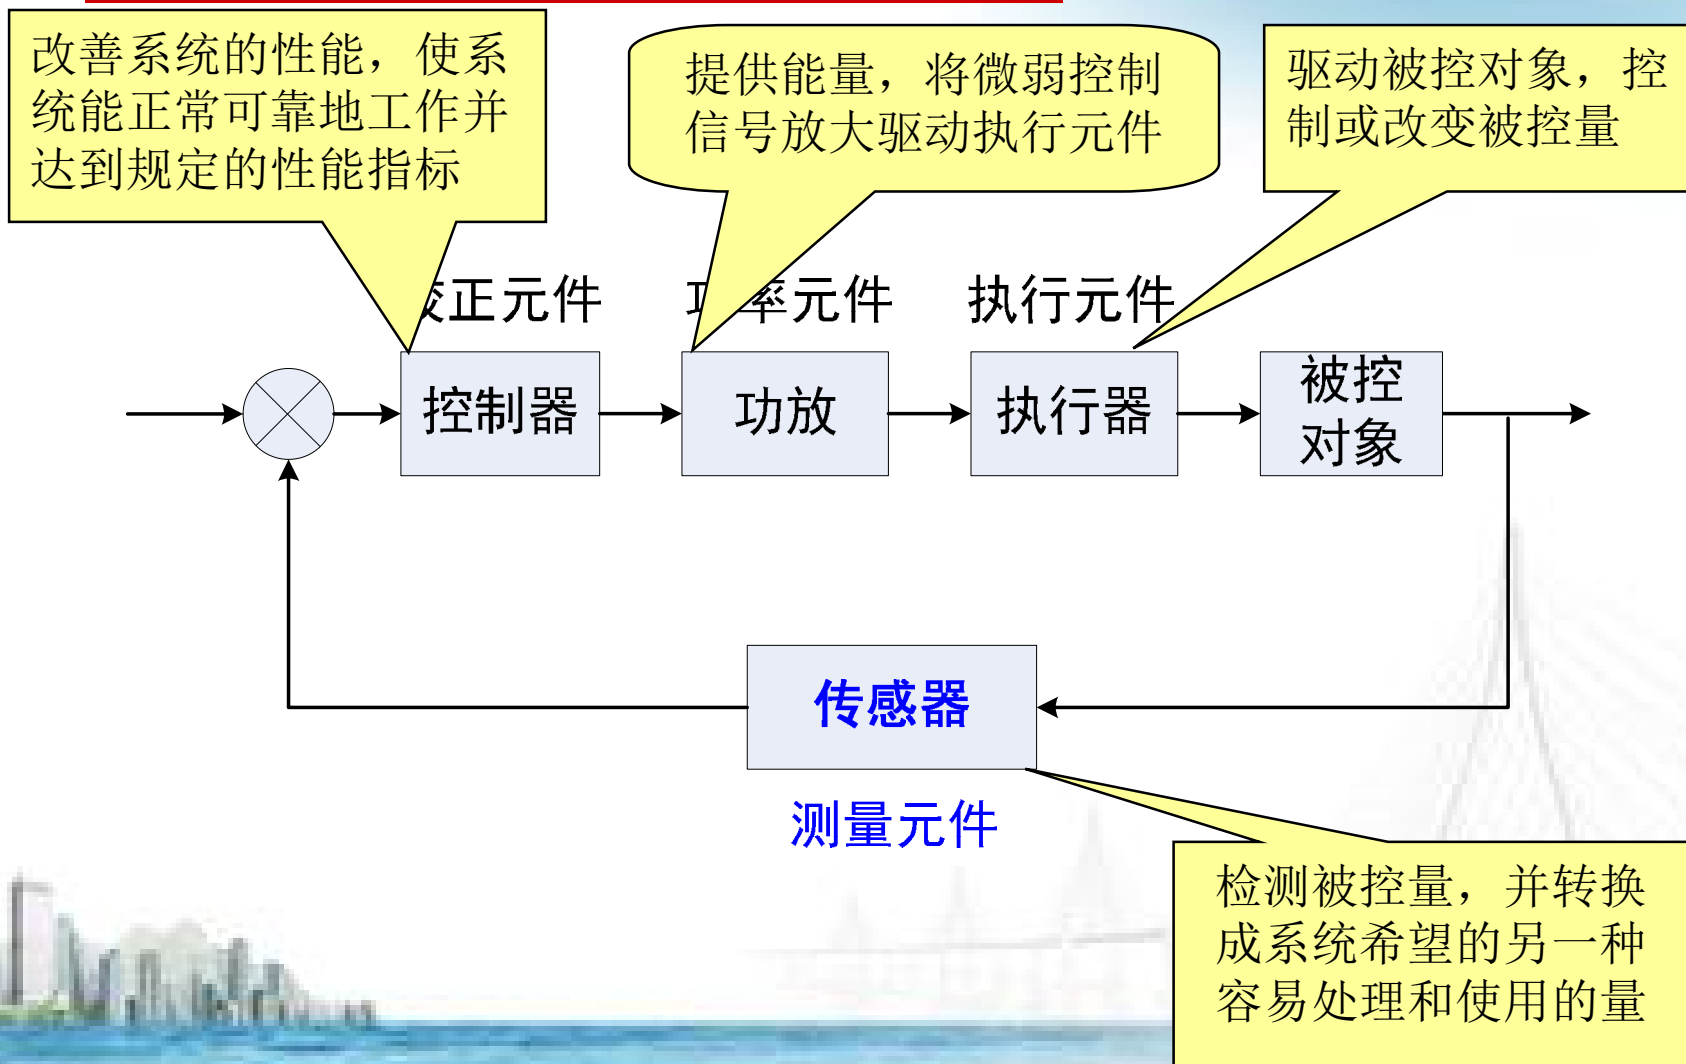 改善系统的性能，使系
统能正常可靠地工作并
达到规定的性能指标
提供能量，将微弱控制
信号放大驱动执行元件
驱动被控对象，控
制或改变被控量
正元件
率元件
执行元件
控制器
功放
执行器
被控
对象
传感器
测量元件
检测被控量，并转换
成系统希望的另一种
容易处理和使用的量